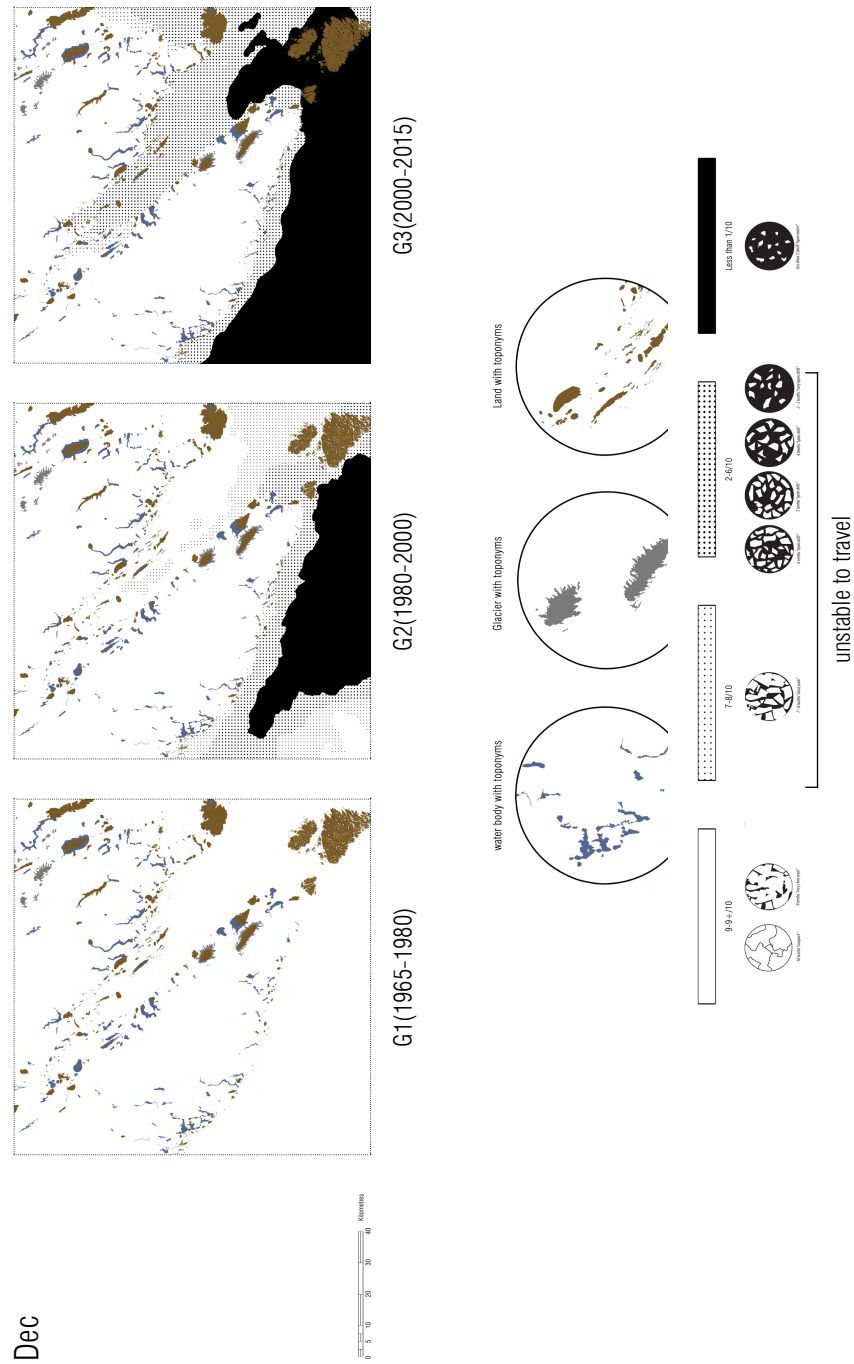 Dec
0 5 10 20 30 40 Kilometres
G1(1965-1980)
G2(1980-2000)
G3(2000-2015)
water body with toponyms
Glacier with toponyms
Land with toponyms
9-9+/10
7-8/10
2-6/10
Less than 1/10
unstable to travel